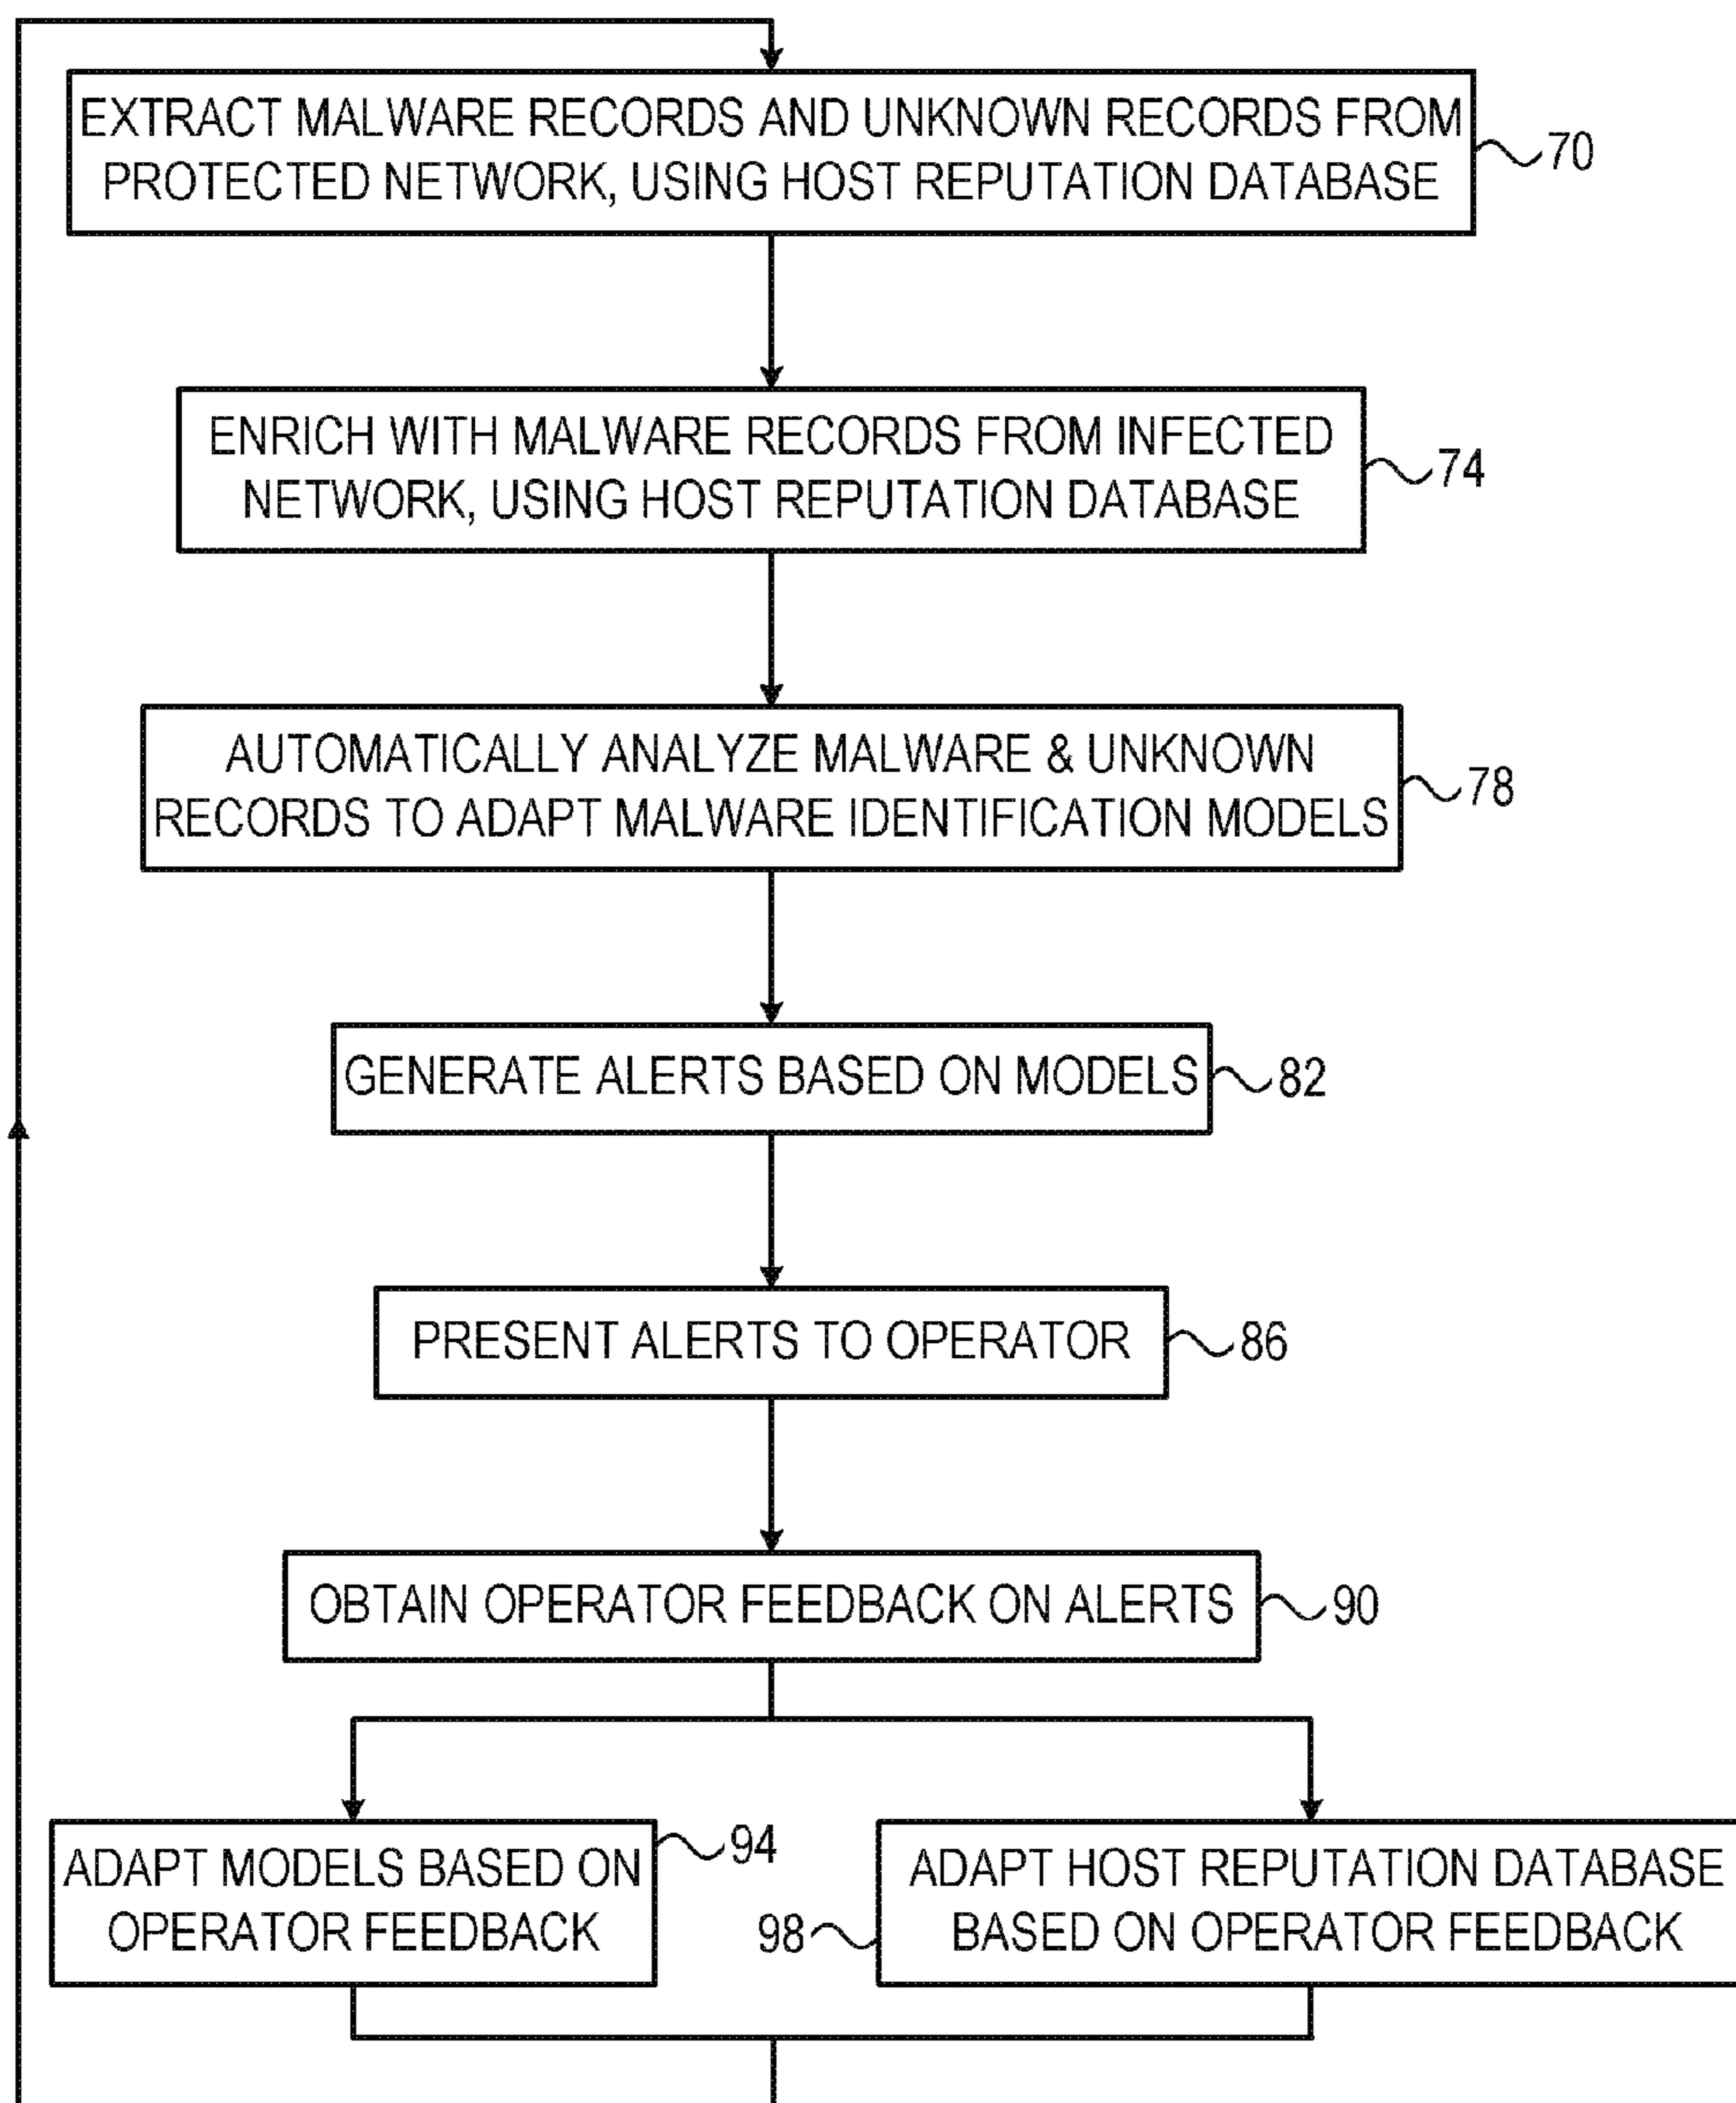 EXTRACT MALWARE RECORDS AND UNKNOWN RECORDS FROM
PROTECTED NETWORK, USING HOST REPUTATION DATABASE
70
ENRICH WITH MALWARE RECORDS FROM INFECTED
NETWORK, USING HOST REPUTATION DATABASE
74
AUTOMATICALLY ANALYZE MALWARE & UNKNOWN
RECORDS TO ADAPT MALWARE IDENTIFICATION MODELS
78
GENERATE ALERTS BASED ON MODELS
82
PRESENT ALERTS TO OPERATOR
86
OBTAIN OPERATOR FEEDBACK ON ALERTS
90
ADAPT MODELS BASED ON
OPERATOR FEEDBACK
94
ADAPT HOST REPUTATION DATABASE
BASED ON OPERATOR FEEDBACK
98